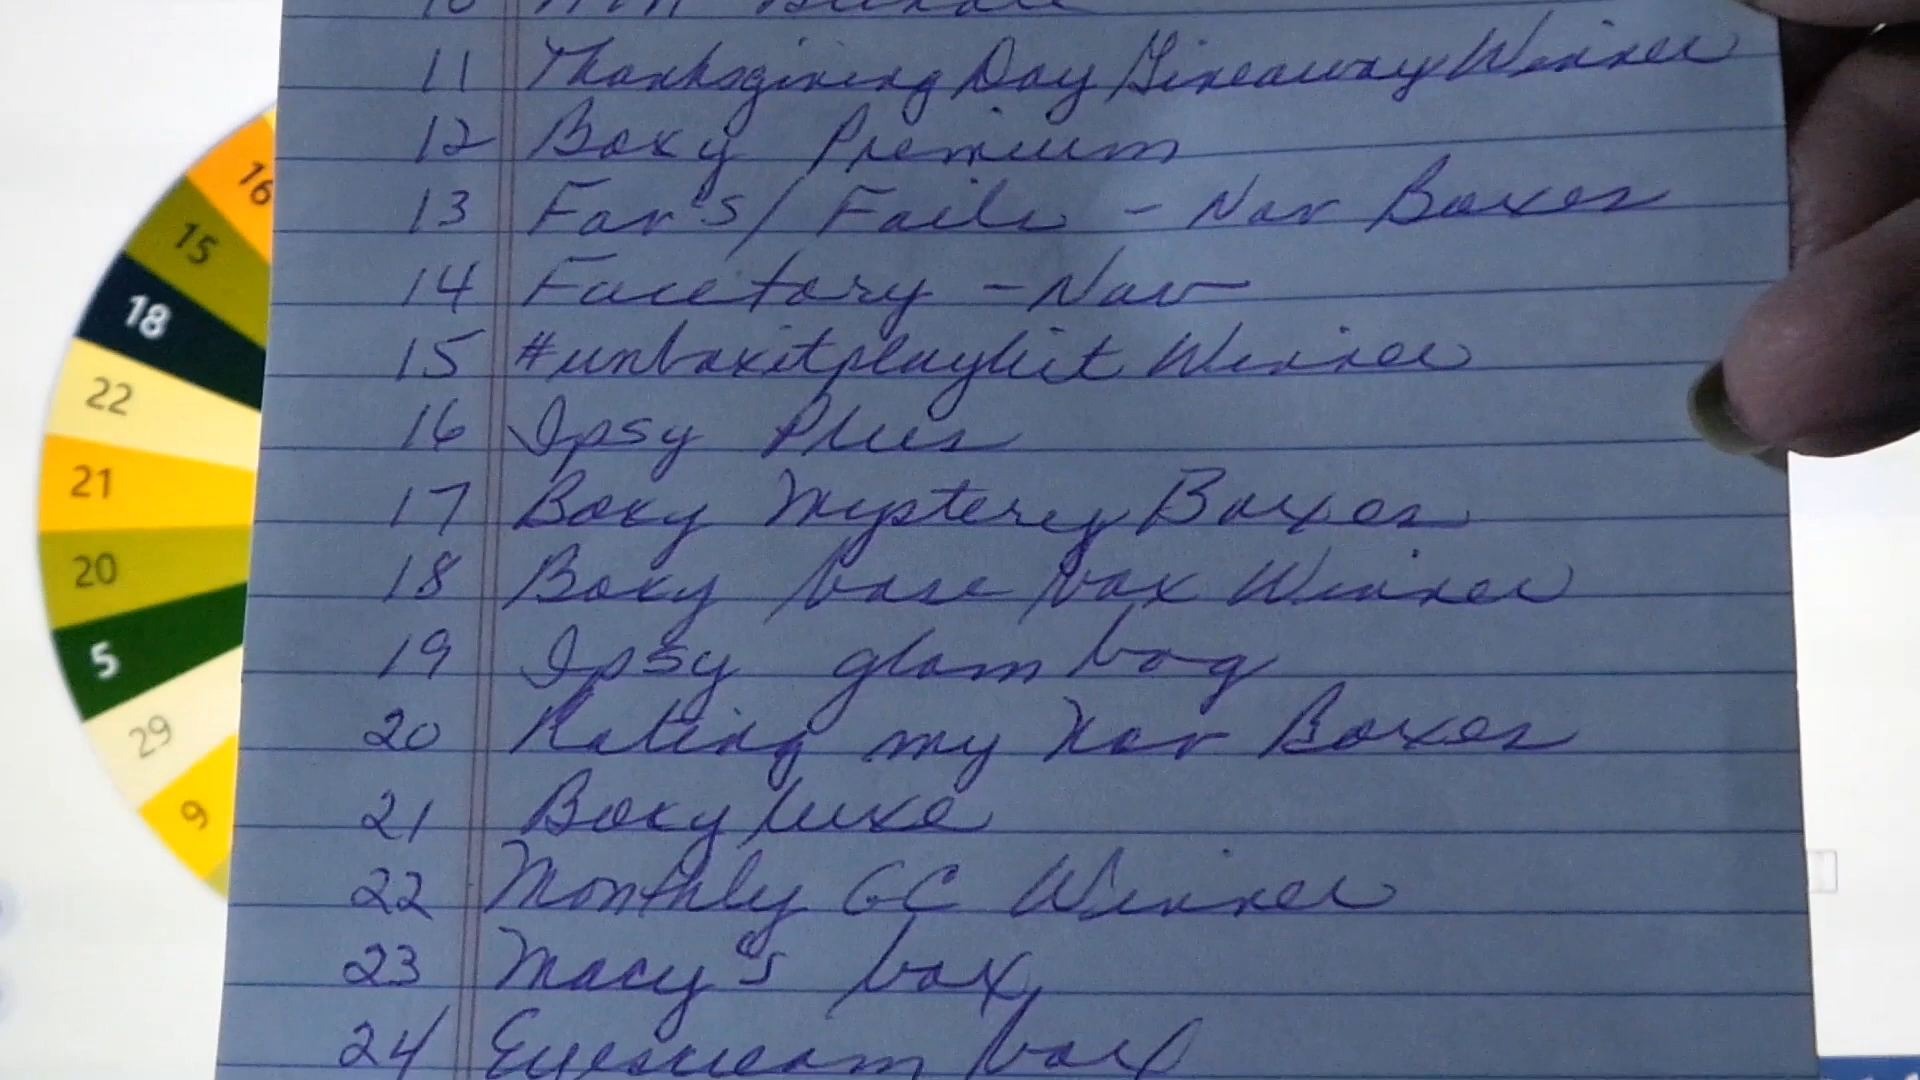 11 Thanksgiving Day Giveaway Winner
12 Boxy Premium
13 Fav's/Fails - Nov Boxes
14 Facetory - Nov
15 #unboxitplaylist Winner
16 Ipsy Plus
17 Boxy Mystery Boxes
18 Boxy base box Winner
19 Ipsy glam bag
20 Rating my Nov Boxes
21 Boxy luxe
22 Monthly GC Winner
23 Macy's box
24 Eyescream box
16
15
18
22
21
20
5
29
9